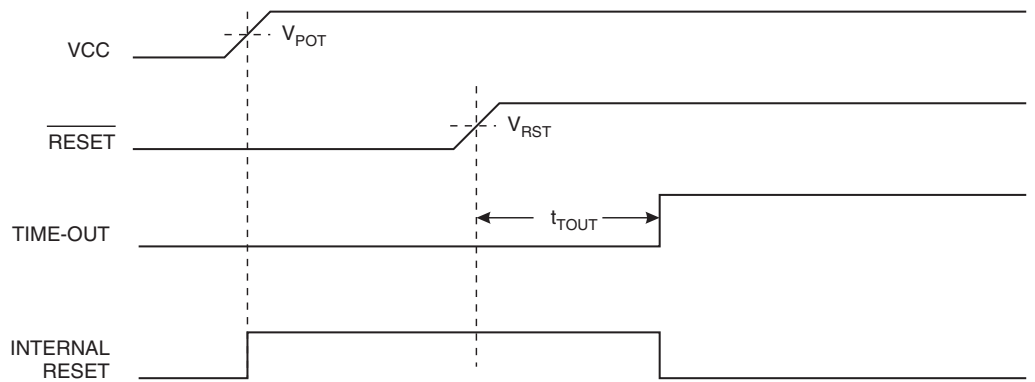 VCC
VPOT
RESET
VRST
TIME-OUT
tTOUT
INTERNAL
RESET